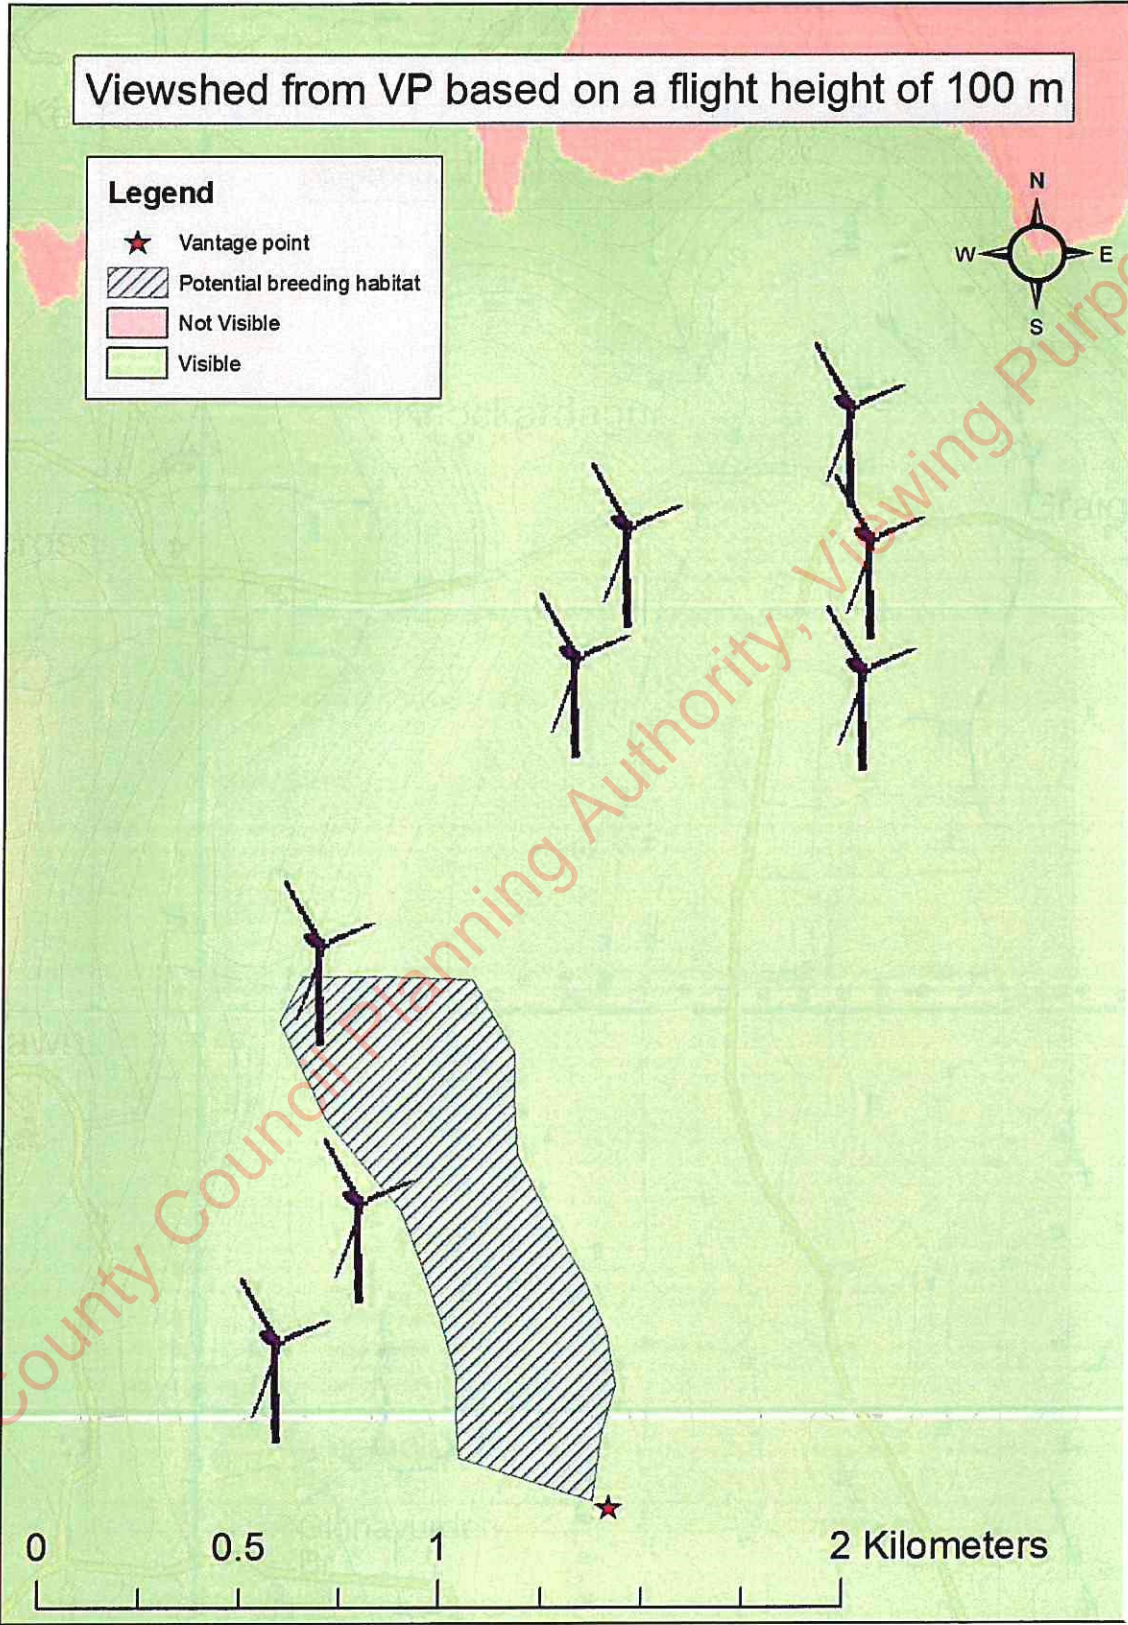 Viewshed from VP based on a flight height of 100 m
Legend
Vantage point
Potential breeding habitat
Not Visible
Visible
N
W
E
S
County Council Planning Authority, Viewing Purpo
0
0.5
1
2 Kilometers